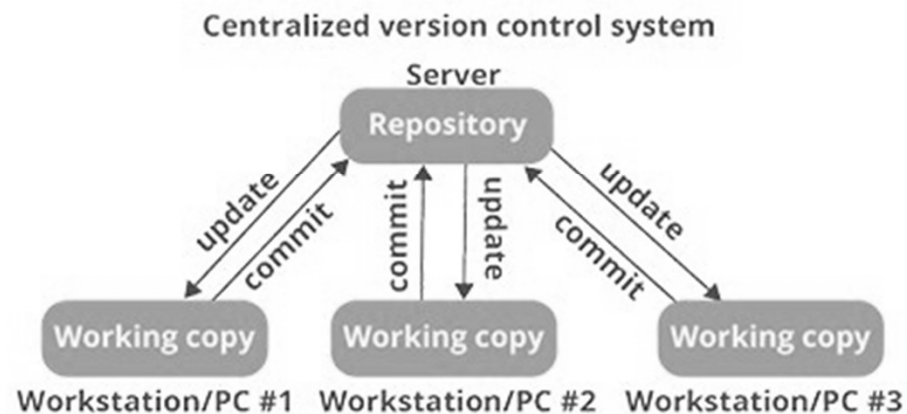 Centralized version control system
Server
Repository
update
commit
commit
update
commit
update
Working copy
Working copy
Working copy
Workstation/PC #1
Workstation/PC #2
Workstation/PC #3